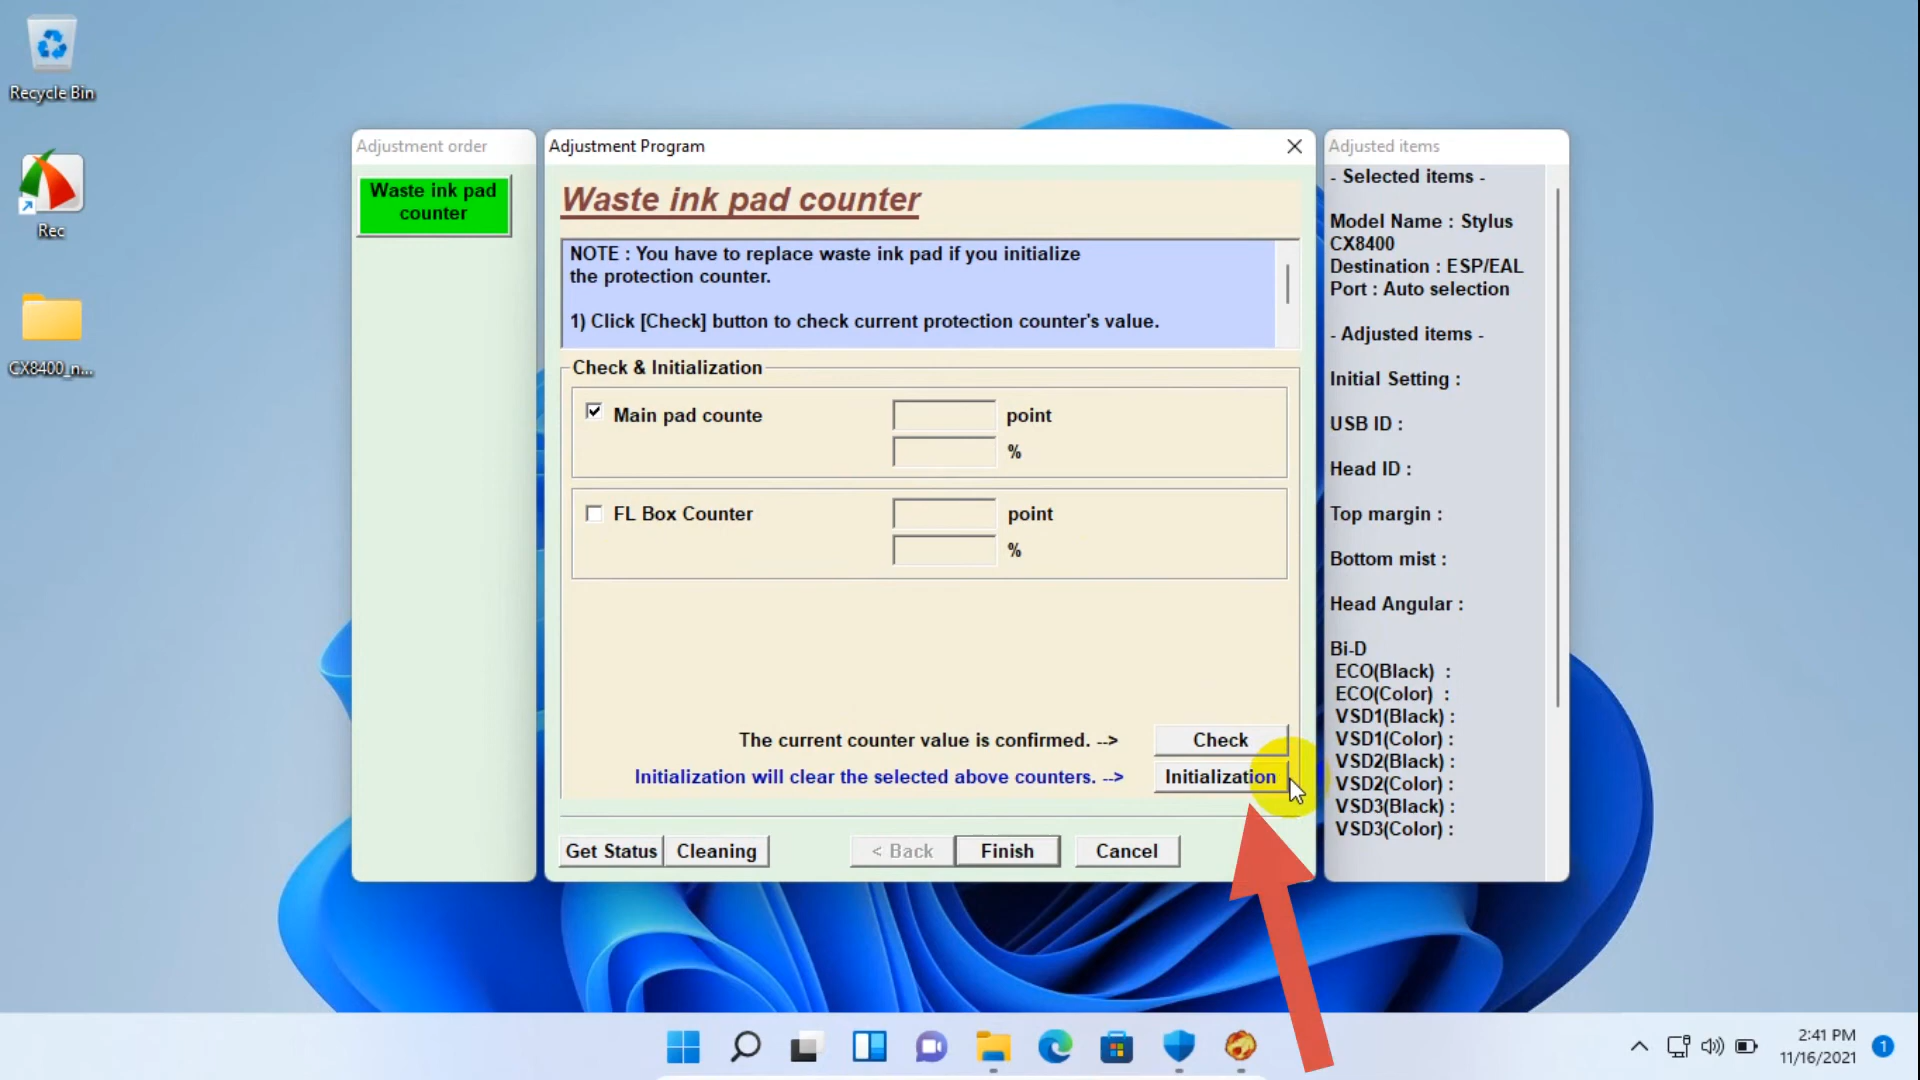 Recycle Bin
Rec
CX8400_n...
Adjustment order
Waste ink pad
counter
Adjustment Program
Waste ink pad counter
NOTE : You have to replace waste ink pad if you initialize
the protection counter.
1) Click [Check] button to check current protection counter's value.
Check & Initialization
Main pad counte
point
%
FL Box Counter
point
%
The current counter value is confirmed. -->
Check
Initialization will clear the selected above counters. -->
Initialization
Get Status
Cleaning
< Back
Finish
Cancel
Adjusted items
- Selected items -
Model Name : Stylus
CX8400
Destination : ESP/EAL
Port : Auto selection
- Adjusted items -
Initial Setting :
USB ID :
Head ID :
Top margin :
Bottom mist :
Head Angular :
Bi-D
ECO(Black) :
ECO(Color) :
VSD1(Black) :
VSD1(Color) :
VSD2(Black) :
VSD2(Color) :
VSD3(Black) :
VSD3(Color) :
2:41 PM
11/16/2021
1